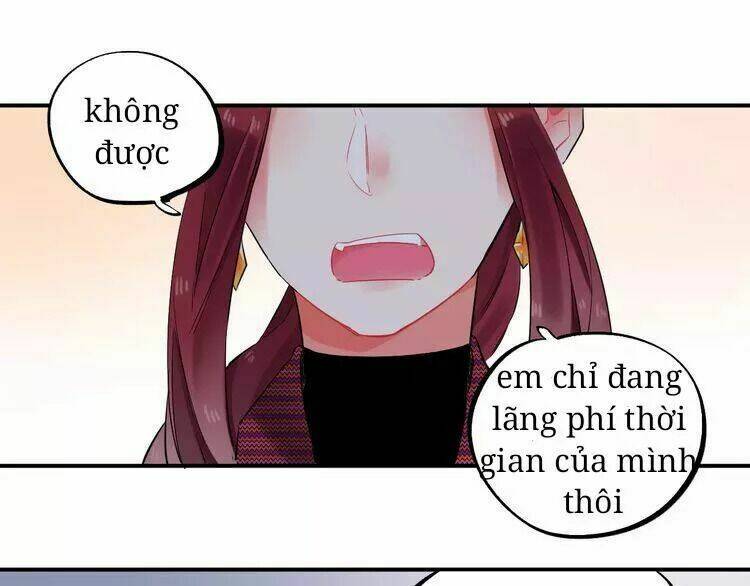 không
được
em chỉ đang
lãng phí thời
gian của mình
thôi